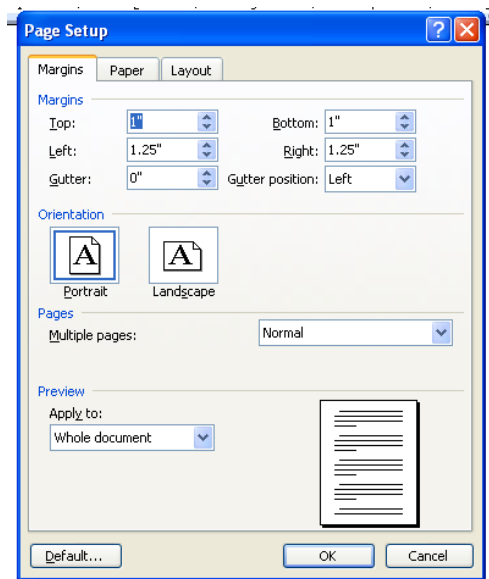 Page Setup
Margins Paper Layout
Margins
Top: 1" Bottom: 1"
Left: 1.25" Right: 1.25"
Gutter: 0" Gutter position: Left
Orientation
A A
Portrait Landscape
Pages
Multiple pages: Normal
Preview
Apply to:
Whole document
Default... OK Cancel